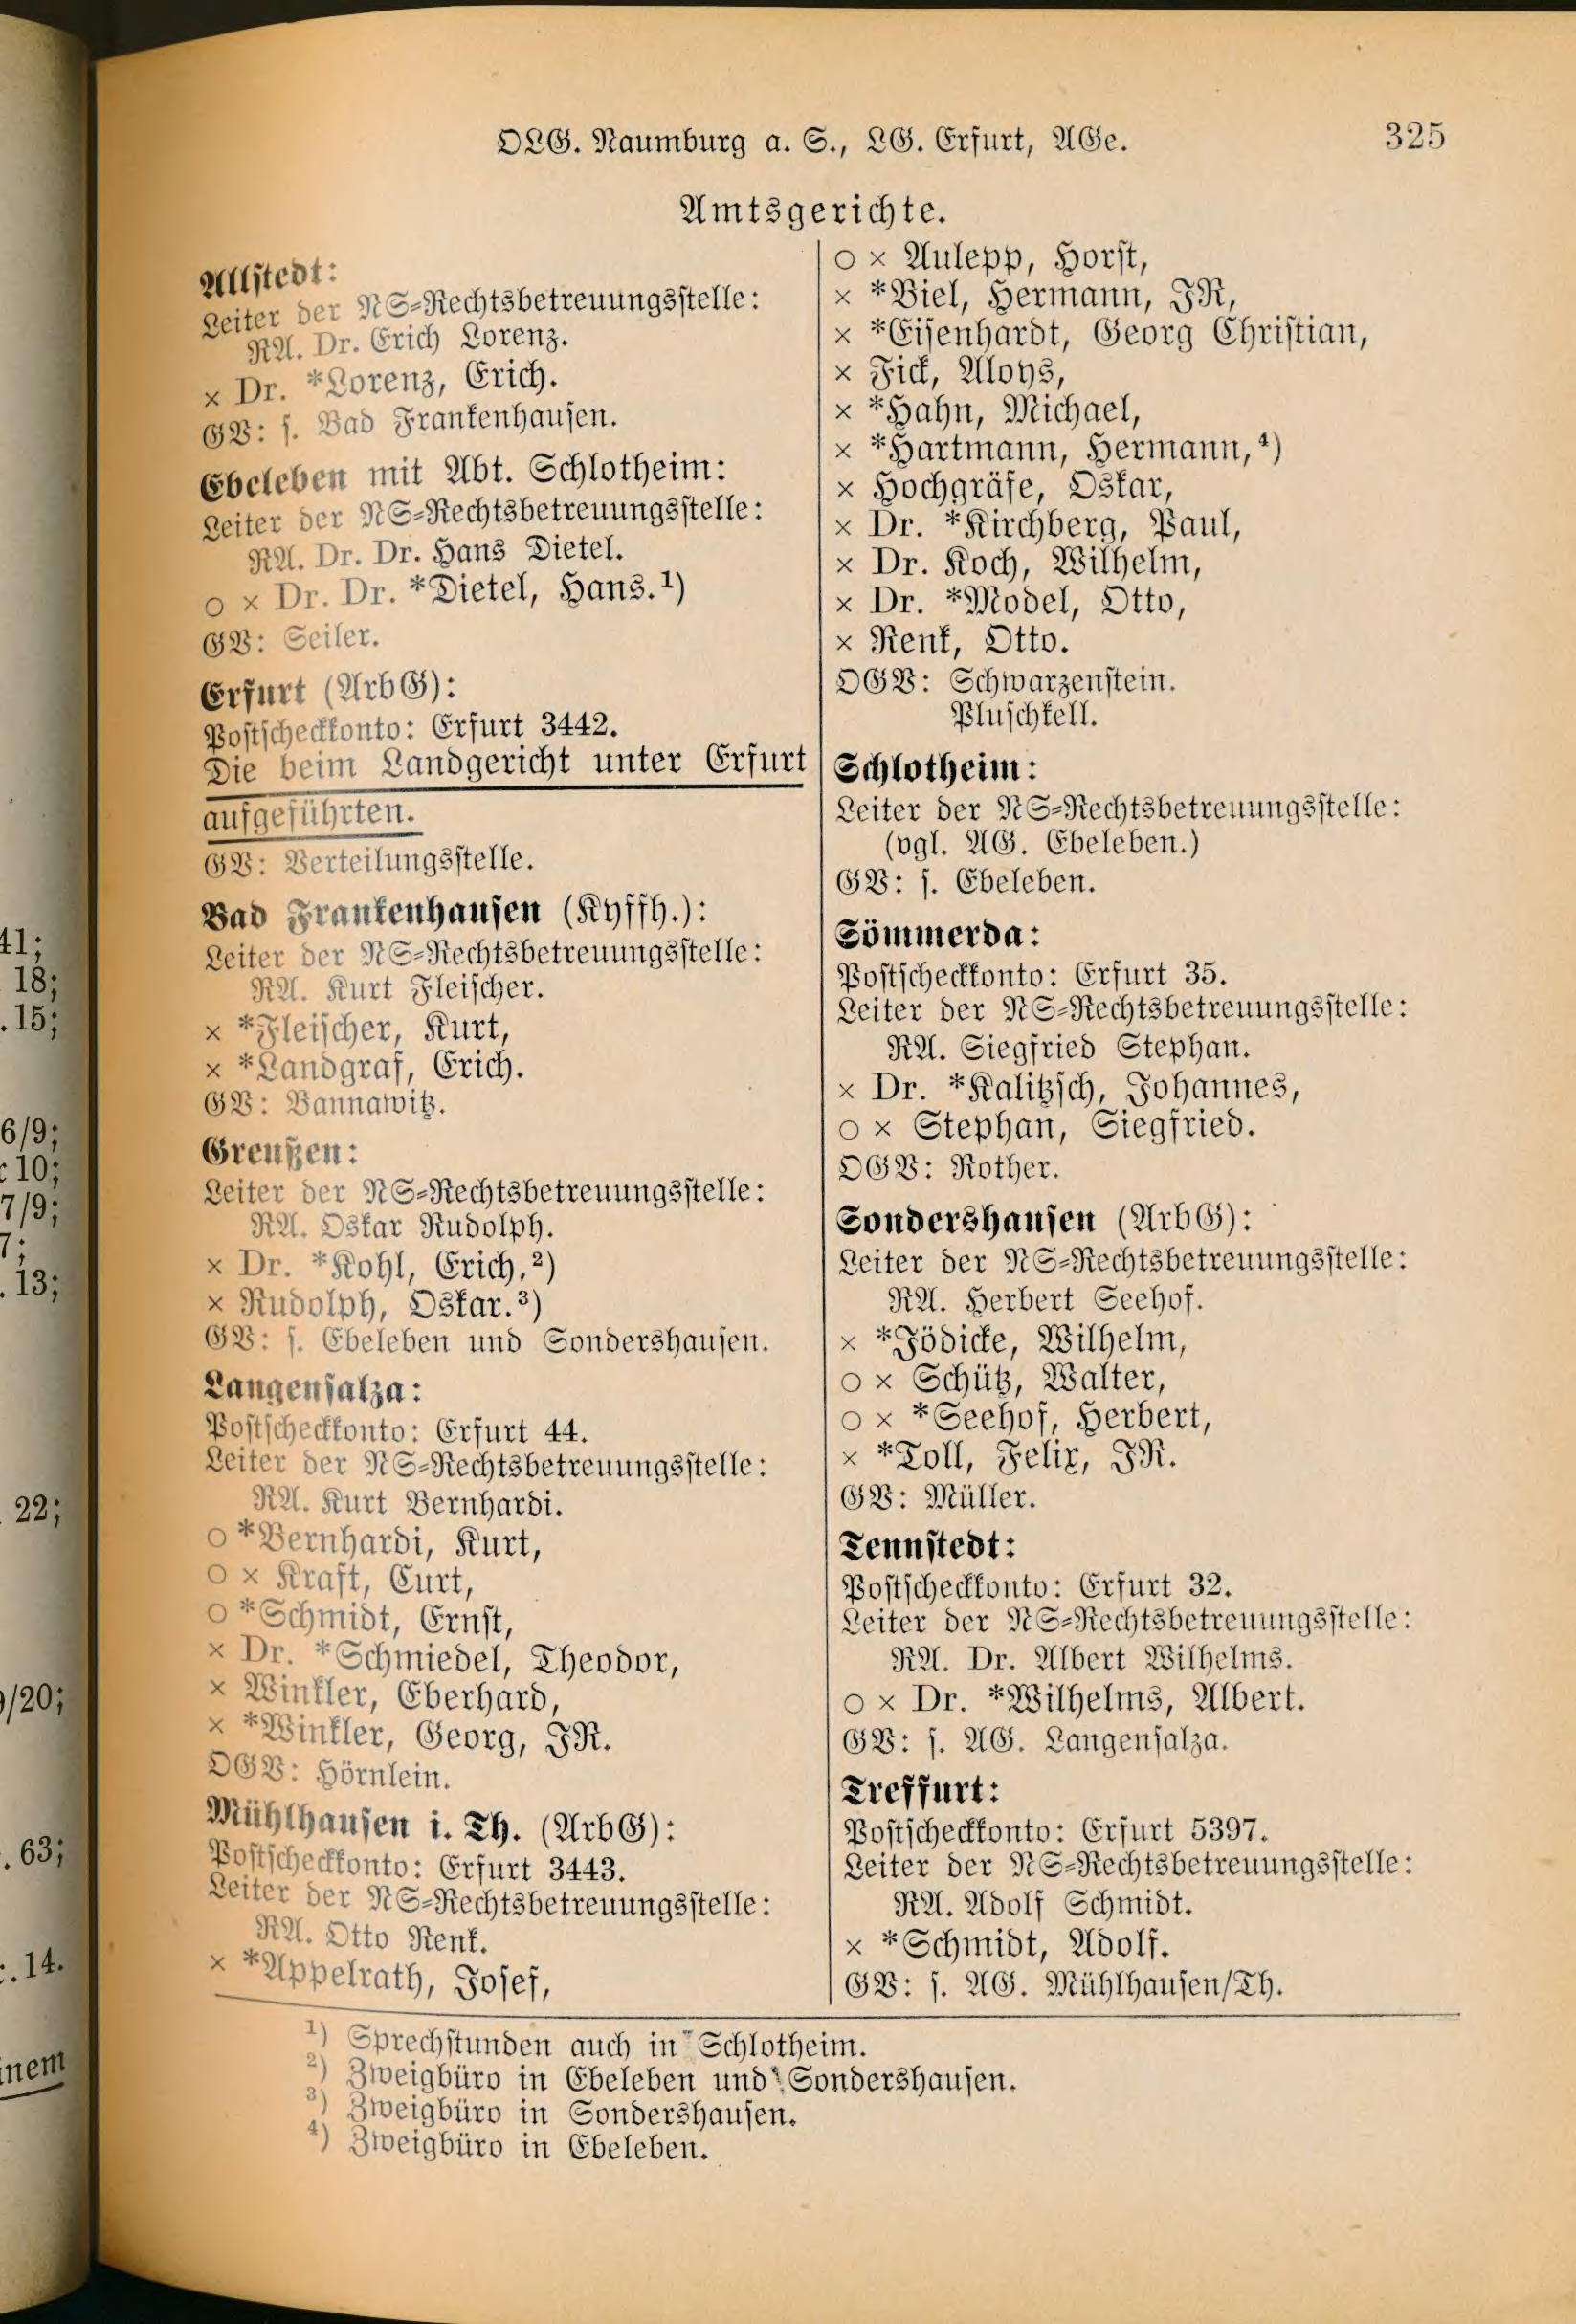 OLG. Naumburg a. S., LG. Erfurt, AGe.
325
Amtsgerichte.
Allstedt:
Leiter der NS-Rechtsbetreuungsstelle:
RA. Dr. Erich Lorenz.
× Dr. *Lorenz, Erich.
GV: s. Bad Frankenhausen.
Ebeleben mit Abt. Schlotheim:
Leiter der NS-Rechtsbetreuungsstelle:
RA. Dr. Dr. Hans Dietel.
○ × Dr. Dr. *Dietel, Hans.¹)
GV: Seiler.
Erfurt (ArbG):
Postscheckkonto: Erfurt 3442.
Die beim Landgericht unter Erfurt
aufgeführten.
GV: Verteilungsstelle.
Bad Frankenhausen (Kyffh.):
Leiter der NS-Rechtsbetreuungsstelle:
RA. Kurt Fleischer.
× *Fleischer, Kurt,
× *Landgraf, Erich.
GV: Bannawitz.
Greußen:
Leiter der NS-Rechtsbetreuungsstelle:
RA. Oskar Rudolph.
× Dr. *Kohl, Erich,²)
× Rudolph, Oskar.³)
GV: s. Ebeleben und Sondershausen.
Langensalza:
Postscheckkonto: Erfurt 44.
Leiter der NS-Rechtsbetreuungsstelle:
RA. Kurt Bernhardi.
○ *Bernhardi, Kurt,
○ × Kraft, Curt,
○ *Schmidt, Ernst,
× Dr. *Schmiedel, Theodor,
× Winkler, Eberhard,
× *Winkler, Georg, JR.
OGV: Hörnlein.
Mühlhausen i. Th. (ArbG):
Postscheckkonto: Erfurt 3443.
Leiter der NS-Rechtsbetreuungsstelle:
RA. Otto Renk.
× *Appelrath, Josef,
○ × Aulepp, Horst,
× *Biel, Hermann, JR,
× *Eisenhardt, Georg Christian,
× Fick, Aloys,
× *Hahn, Michael,
× *Hartmann, Hermann,⁴)
× Hochgräfe, Oskar,
× Dr. *Kirchberg, Paul,
× Dr. Koch, Wilhelm,
× Dr. *Model, Otto,
× Renk, Otto.
OGV: Schwarzenstein.
Pluschkell.
Schlotheim:
Leiter der NS-Rechtsbetreuungsstelle:
(vgl. AG. Ebeleben.)
GV: s. Ebeleben.
Sömmerda:
Postscheckkonto: Erfurt 35.
Leiter der NS-Rechtsbetreuungsstelle:
RA. Siegfried Stephan.
× Dr. *Kalitzsch, Johannes,
○ × Stephan, Siegfried.
OGV: Rother.
Sondershausen (ArbG):
Leiter der NS-Rechtsbetreuungsstelle:
RA. Herbert Seehof.
× *Jödicke, Wilhelm,
○ × Schütz, Walter,
○ × *Seehof, Herbert,
× *Toll, Felix, JR.
GV: Müller.
Tennstedt:
Postscheckkonto: Erfurt 32.
Leiter der NS-Rechtsbetreuungsstelle:
RA. Dr. Albert Wilhelms.
○ × Dr. *Wilhelms, Albert.
GV: s. AG. Langensalza.
Treffurt:
Postscheckkonto: Erfurt 5397.
Leiter der NS-Rechtsbetreuungsstelle:
RA. Adolf Schmidt.
× *Schmidt, Adolf.
GV: s. AG. Mühlhausen/Th.
¹) Sprechstunden auch in Schlotheim.
²) Zweigbüro in Ebeleben und Sondershausen.
³) Zweigbüro in Sondershausen.
⁴) Zweigbüro in Ebeleben.